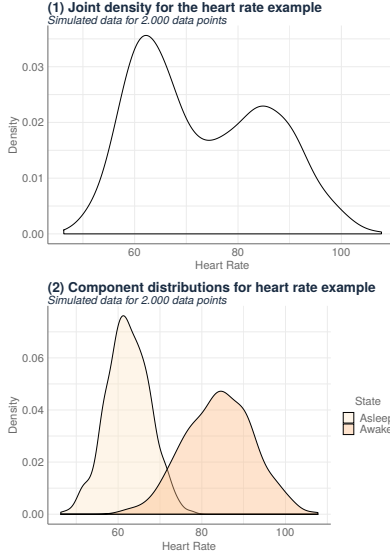 (1) Joint density for the heart rate example
Simulated data for 2.000 data points
0.03
0.02
0.01
0.00
Density
60 80 100
Heart Rate
(2) Component distributions for heart rate example
Simulated data for 2.000 data points
0.06
0.04
0.02
0.00
Density
60 80 100
Heart Rate
State
Asleep
Awake